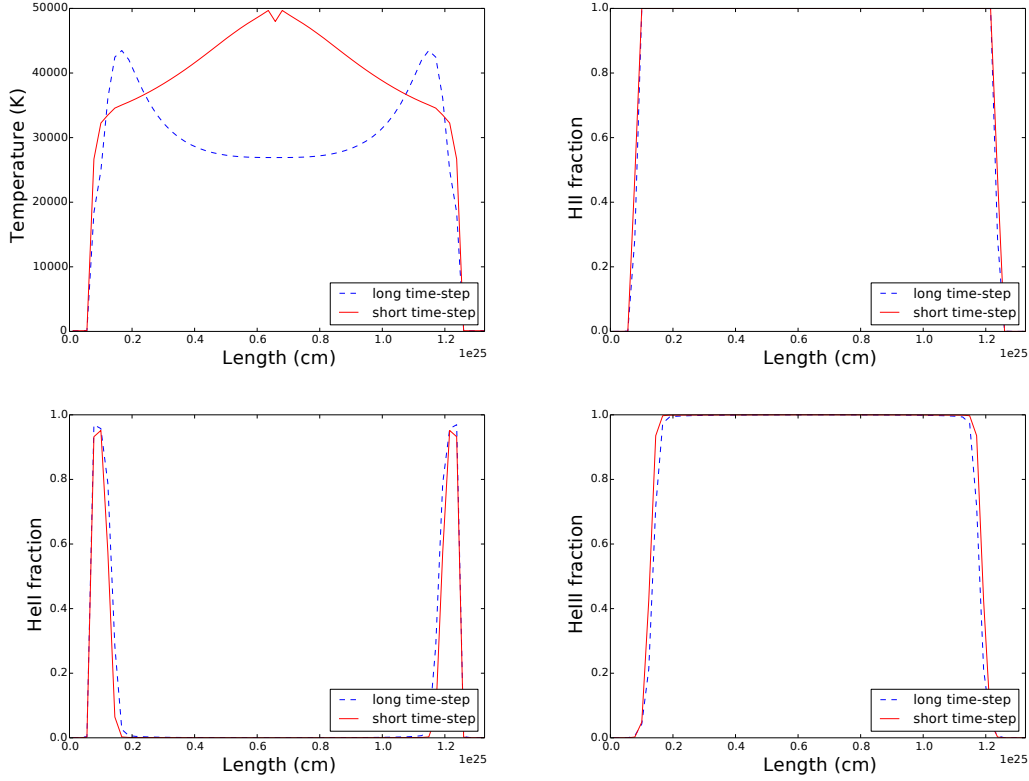 50000
40000
30000
20000
10000
0
Temperature (K)
long time-step
short time-step
0.0 0.2 0.4 0.6 0.8 1.0 1.2
1e25
Length (cm)
1.0
0.8
0.6
0.4
0.2
0.0
HII fraction
long time-step
short time-step
0.0 0.2 0.4 0.6 0.8 1.0 1.2
1e25
Length (cm)
1.0
0.8
0.6
0.4
0.2
0.0
HeII fraction
long time-step
short time-step
0.0 0.2 0.4 0.6 0.8 1.0 1.2
1e25
Length (cm)
1.0
0.8
0.6
0.4
0.2
0.0
HeIII fraction
long time-step
short time-step
0.0 0.2 0.4 0.6 0.8 1.0 1.2
1e25
Length (cm)